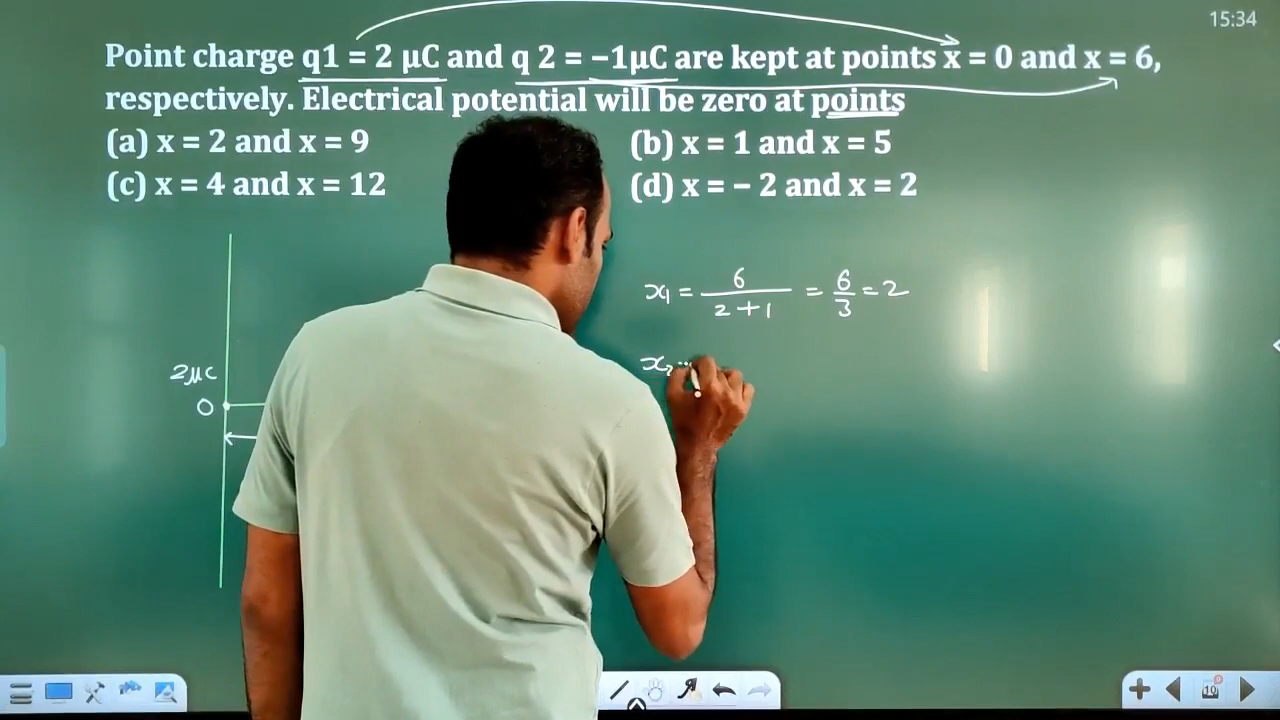 15:34
Point charge q1 = 2 μC and q 2 = −1μC are kept at points x = 0 and x = 6,
respectively. Electrical potential will be zero at points
(a) x = 2 and x = 9 (b) x = 1 and x = 5
(c) x = 4 and x = 12 (d) x = − 2 and x = 2
x₁ = 6 / (2 + 1) = 6/3 = 2
x₂
2μC
0
10